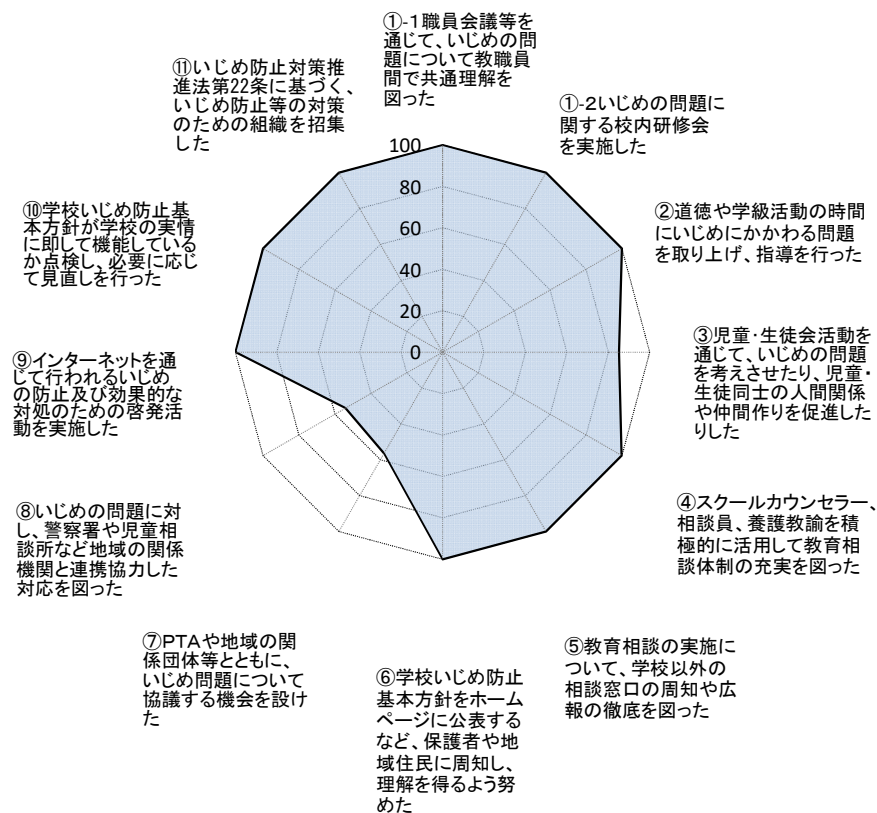 ①-1職員会議等を
通じて、いじめの問
題について教職員
間で共通理解を
図った
①-2いじめの問題に
関する校内研修会
を実施した
②道徳や学級活動の時間
にいじめにかかわる問題
を取り上げ、指導を行った
③児童・生徒会活動を
通じて、いじめの問題
を考えさせたり、児童・
生徒同士の人間関係
や仲間作りを促進した
りした
④スクールカウンセラー、
相談員、養護教諭を積
極的に活用して教育相
談体制の充実を図った
⑤教育相談の実施に
ついて、学校以外の
相談窓口の周知や広
報の徹底を図った
⑥学校いじめ防止
基本方針をホーム
ページに公表する
など、保護者や地
域住民に周知し、
理解を得るよう努
めた
⑦PTAや地域の関
係団体等とともに、
いじめ問題について
協議する機会を設け
た
⑧いじめの問題に対
し、警察署や児童相
談所など地域の関係
機関と連携協力した
対応を図った
⑨インターネットを通
じて行われるいじめ
の防止及び効果的な
対処のための啓発活
動を実施した
⑩学校いじめ防止基
本方針が学校の実情
に即して機能している
か点検し、必要に応じ
て見直しを行った
⑪いじめ防止対策推
進法第22条に基づく、
いじめ防止等の対策
のための組織を招集
した
100
80
60
40
20
0